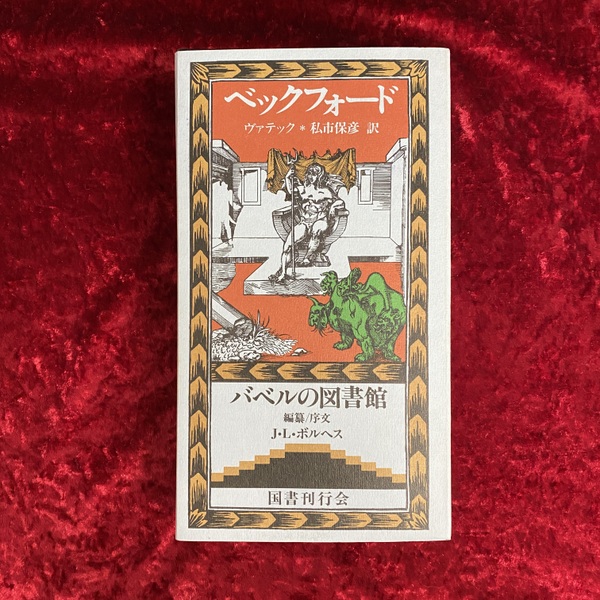 ベックフォード
ヴァテック*私市保彦 訳
バベルの図書館
編纂/序文
J・L・ボルヘス
国書刊行会